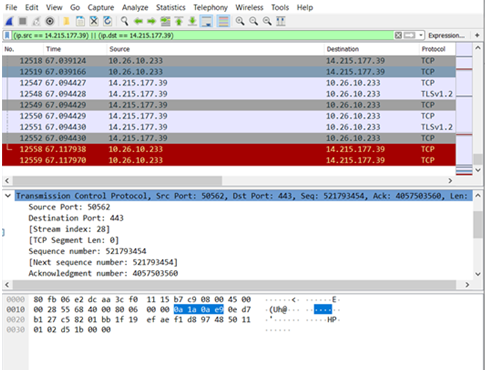 File Edit View Go Capture Analyze Statistics Telephony Wireless Tools Help
(ip.src == 14.215.177.39) || (ip.dst == 14.215.177.39) Expression...
No. Time Source Destination Protocol
12518 67.039124 10.26.10.233 14.215.177.39 TCP
12519 67.039166 10.26.10.233 14.215.177.39 TCP
12547 67.094427 14.215.177.39 10.26.10.233 TCP
12548 67.094428 14.215.177.39 10.26.10.233 TLSv1.2
12549 67.094429 14.215.177.39 10.26.10.233 TCP
12550 67.094429 14.215.177.39 10.26.10.233 TCP
12551 67.094430 14.215.177.39 10.26.10.233 TLSv1.2
12552 67.094430 14.215.177.39 10.26.10.233 TCP
12558 67.117938 10.26.10.233 14.215.177.39 TCP
12559 67.117970 10.26.10.233 14.215.177.39 TCP
Transmission Control Protocol, Src Port: 50562, Dst Port: 443, Seq: 521793454, Ack: 4057503560, Len:
Source Port: 50562
Destination Port: 443
[Stream index: 28]
[TCP Segment Len: 0]
Sequence number: 521793454
[Next sequence number: 521793454]
Acknowledgment number: 4057503560
0000 80 fb 06 e2 dc aa 3c f0 11 15 b7 c9 08 00 45 00 ······<· ······E·
0010 00 28 55 68 40 00 80 06 00 00 0a 1a 0a e9 0e d7 ·(Uh@··· ········
0020 b1 27 c5 82 01 bb 1f 19 ef ae f1 d8 97 48 50 11 ·'······ ·····HP·
0030 01 02 d5 1b 00 00 ······